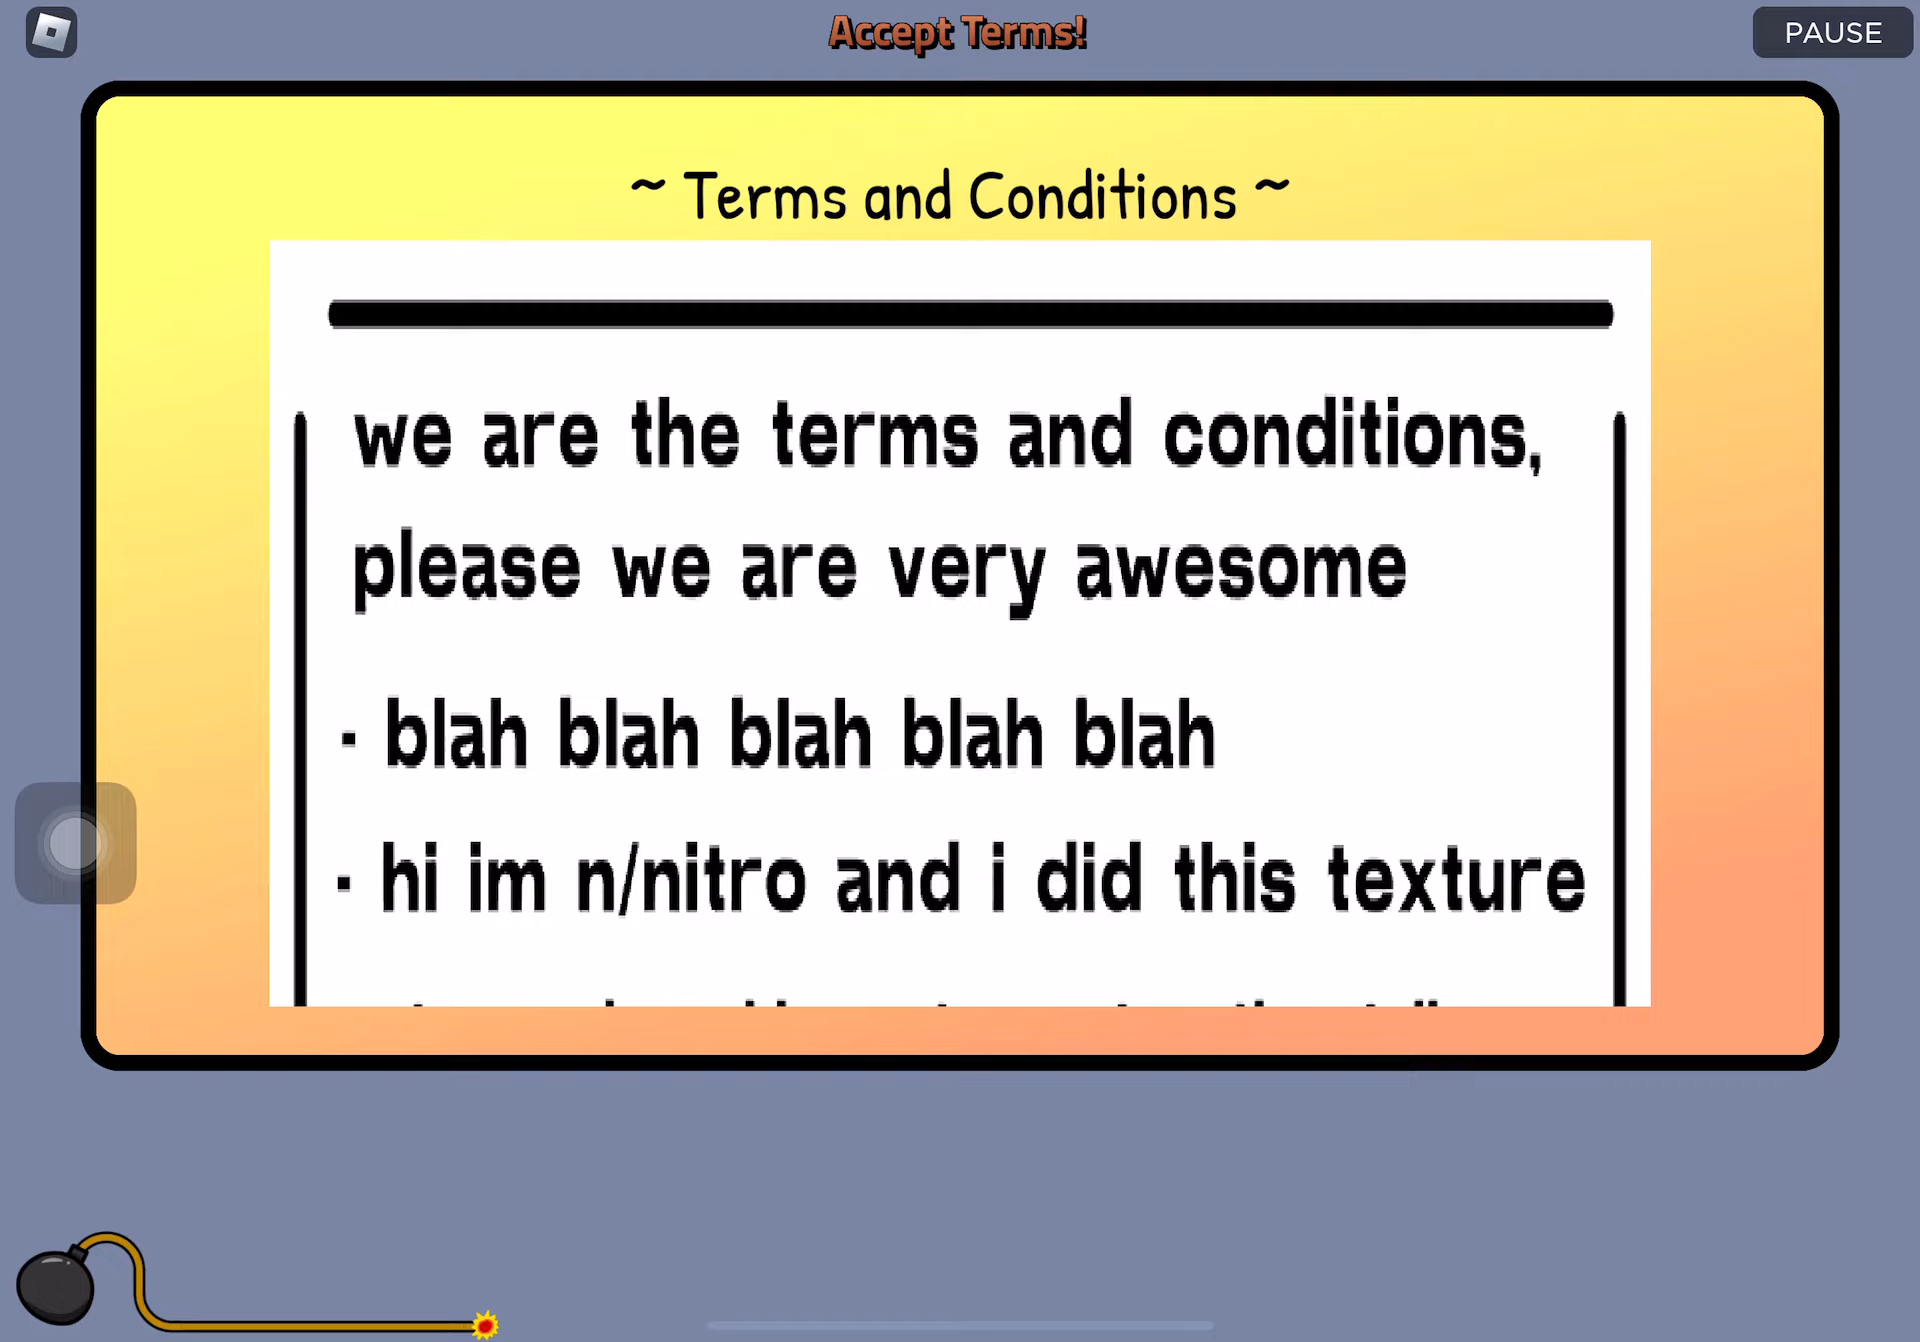 Accept Terms!
PAUSE
~ Terms and Conditions ~
we are the terms and conditions,
please we are very awesome
- blah blah blah blah blah
- hi im n/nitro and i did this texture